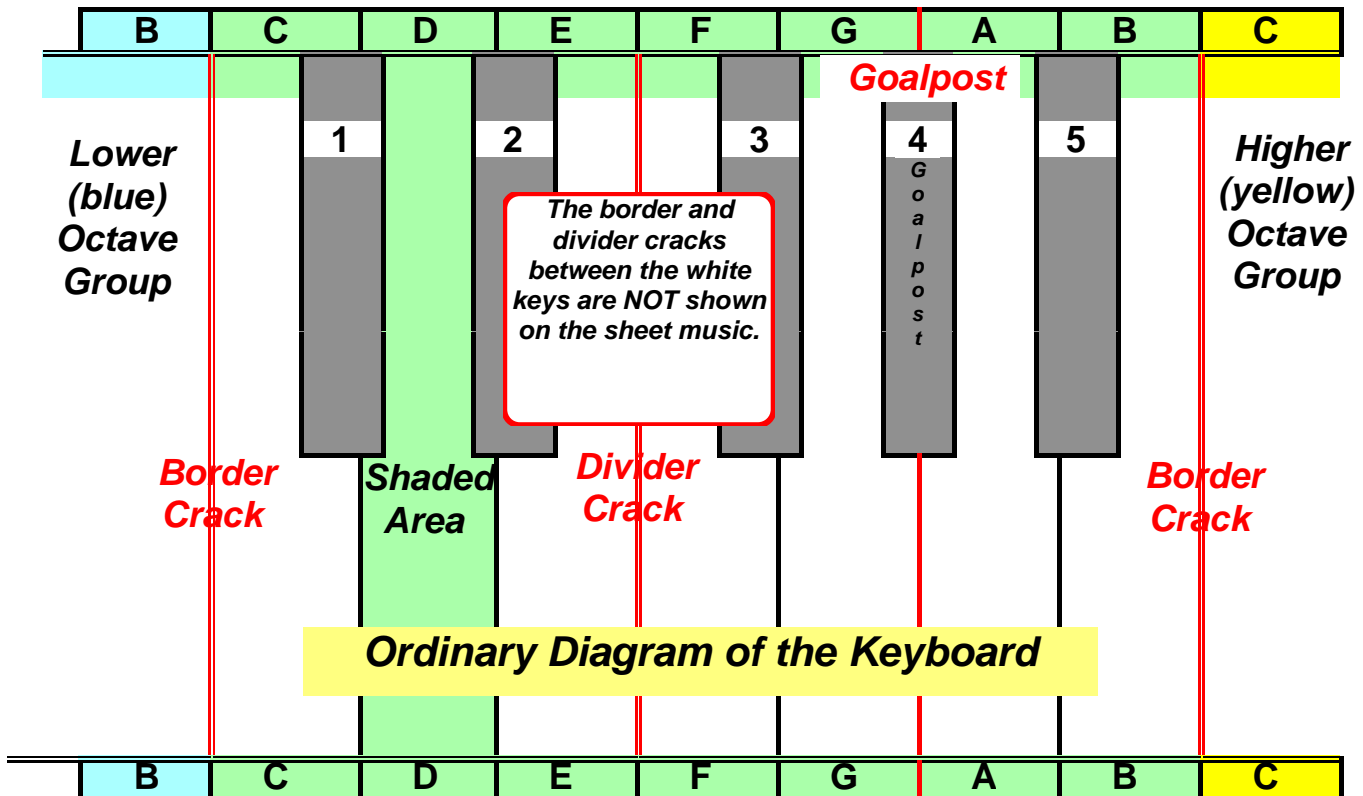 B C D E F G A B C
Goalpost
1 2 3 4 5
Lower
(blue)
Octave
Group
The border and
divider cracks
between the white
keys are NOT shown
on the sheet music.
Goalpost
Higher
(yellow)
Octave
Group
Border
Crack
Shaded
Area
Divider
Crack
Border
Crack
Ordinary Diagram of the Keyboard
B C D E F G A B C